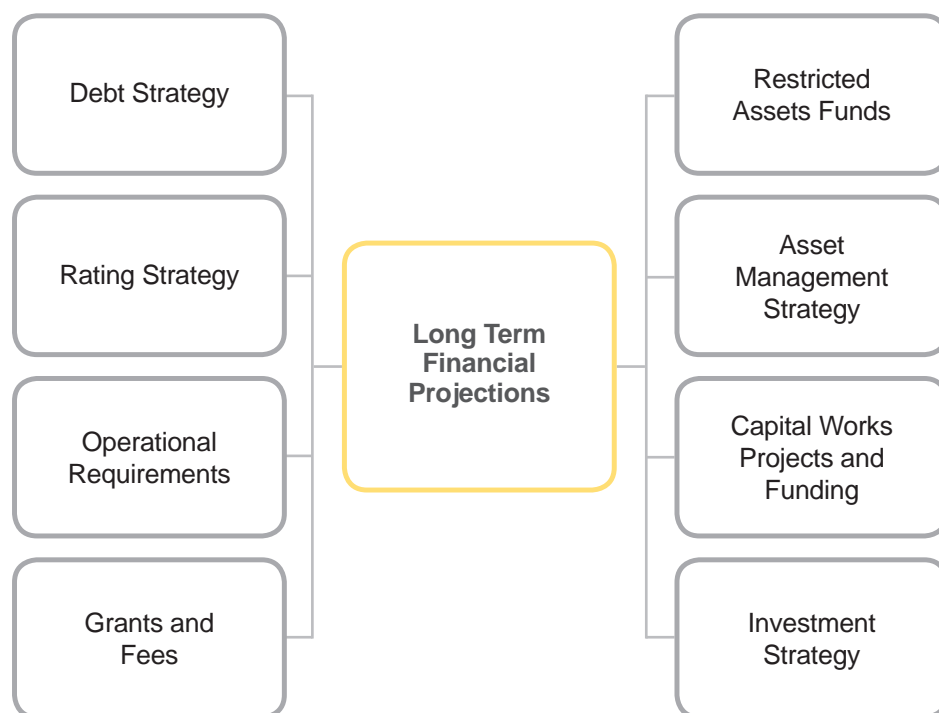 Debt Strategy
Rating Strategy
Operational
Requirements
Grants and
Fees
Long Term
Financial
Projections
Restricted
Assets Funds
Asset
Management
Strategy
Capital Works
Projects and
Funding
Investment
Strategy